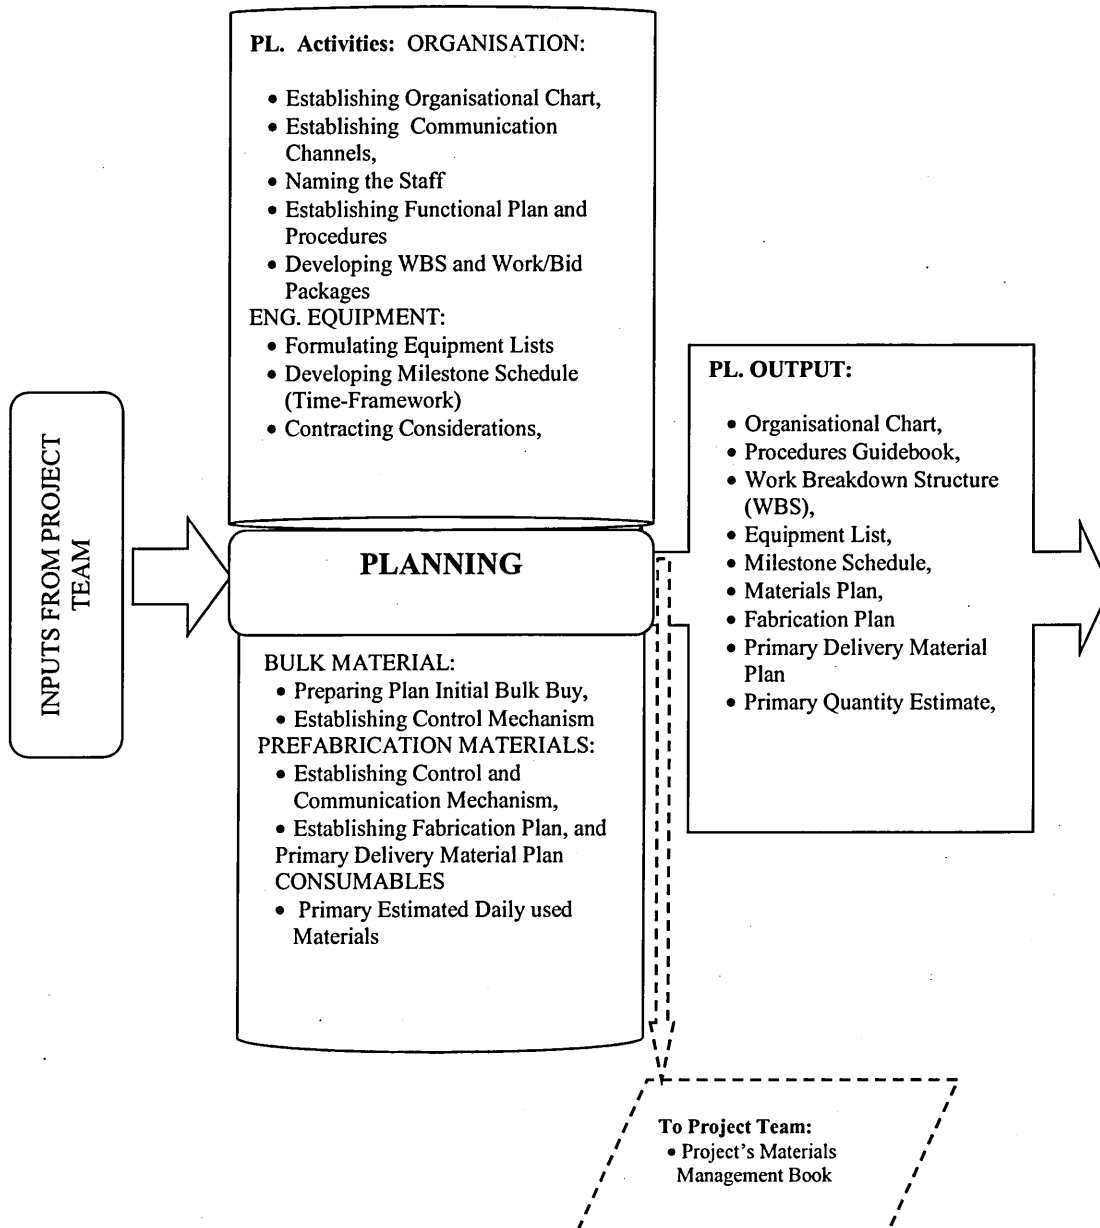 PL. Activities: ORGANISATION:
• Establishing Organisational Chart,
• Establishing Communication
Channels,
• Naming the Staff
• Establishing Functional Plan and
Procedures
• Developing WBS and Work/Bid
Packages
ENG. EQUIPMENT:
• Formulating Equipment Lists
• Developing Milestone Schedule
(Time-Framework)
• Contracting Considerations,
INPUTS FROM PROJECT
TEAM
PLANNING
BULK MATERIAL:
• Preparing Plan Initial Bulk Buy,
• Establishing Control Mechanism
PREFABRICATION MATERIALS:
• Establishing Control and
Communication Mechanism,
• Establishing Fabrication Plan, and
Primary Delivery Material Plan
CONSUMABLES
• Primary Estimated Daily used
Materials
PL. OUTPUT:
• Organisational Chart,
• Procedures Guidebook,
• Work Breakdown Structure
(WBS),
• Equipment List,
• Milestone Schedule,
• Materials Plan,
• Fabrication Plan
• Primary Delivery Material
Plan
• Primary Quantity Estimate,
To Project Team:
• Project's Materials
Management Book